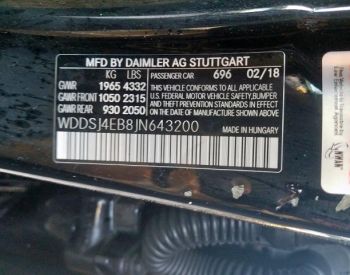 MFD BY DAIMLER AG STUTTGART
KG LBS PASSENGER CAR 696 02/18
GVWR 1965 4332 THIS VEHICLE CONFORMS TO ALL APPLICABLE
GAWR FRONT 1050 2315 U.S. FEDERAL MOTOR VEHICLE SAFETY, BUMPER,
GAWR REAR 930 2050 AND THEFT PREVENTION STANDARDS IN EFFECT ON THE DATE OF MANUFACTURE SHOWN ABOVE.
WDDSJ4EB8JN643200 MADE IN HUNGARY